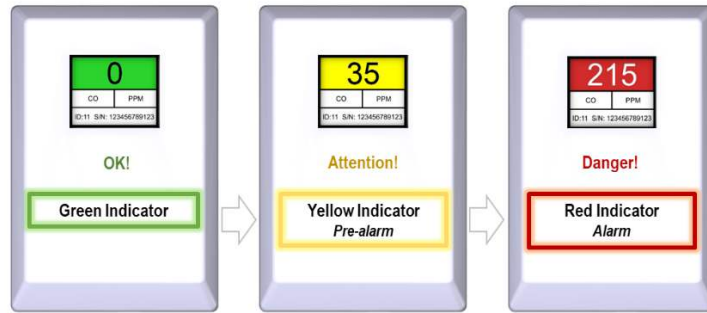 0
CO PPM
ID:11 S/N: 123456789123
OK!
Green Indicator
35
CO PPM
ID:11 S/N: 123456789123
Attention!
Yellow Indicator
Pre-alarm
215
CO PPM
ID:11 S/N: 123456789123
Danger!
Red Indicator
Alarm